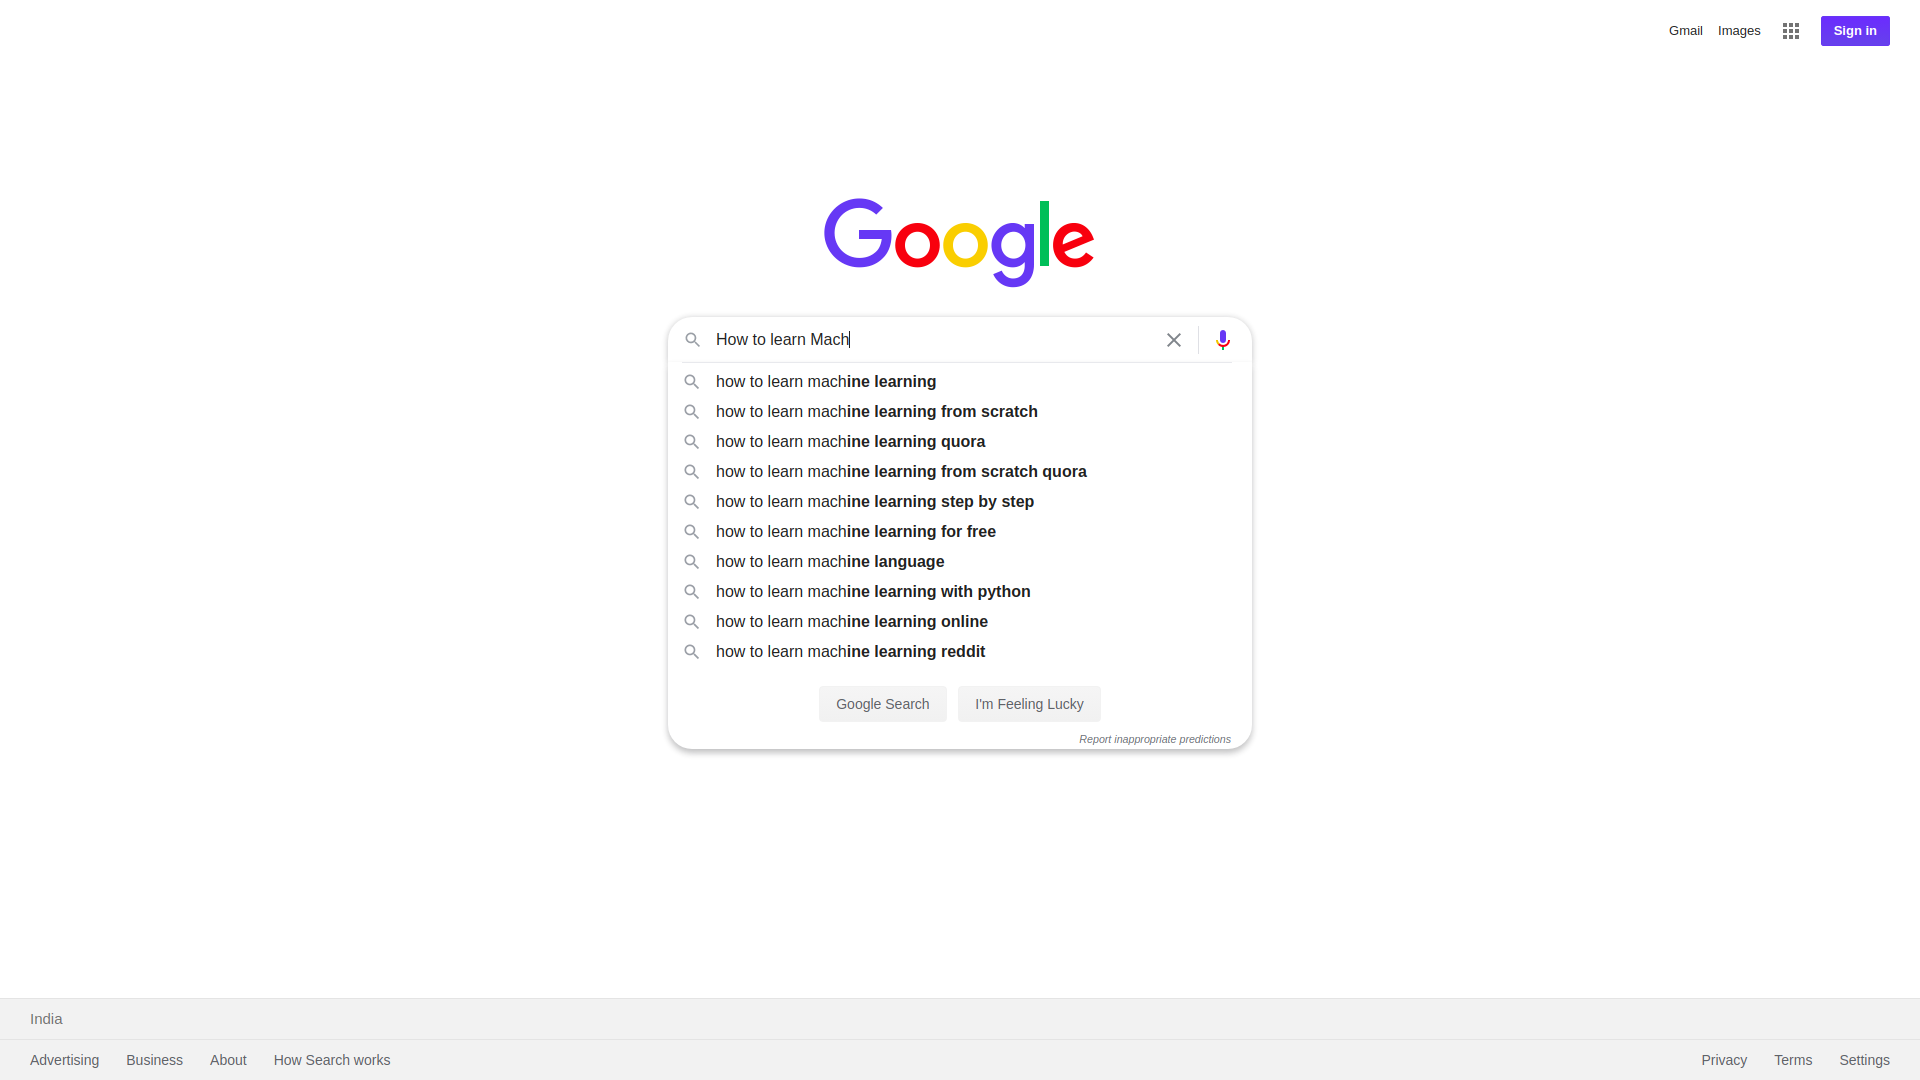 Gmail Images Sign in
Google
How to learn Mach
how to learn machine learning
how to learn machine learning from scratch
how to learn machine learning quora
how to learn machine learning from scratch quora
how to learn machine learning step by step
how to learn machine learning for free
how to learn machine language
how to learn machine learning with python
how to learn machine learning online
how to learn machine learning reddit
Google Search I'm Feeling Lucky
Report inappropriate predictions
India
Advertising Business About How Search works Privacy Terms Settings